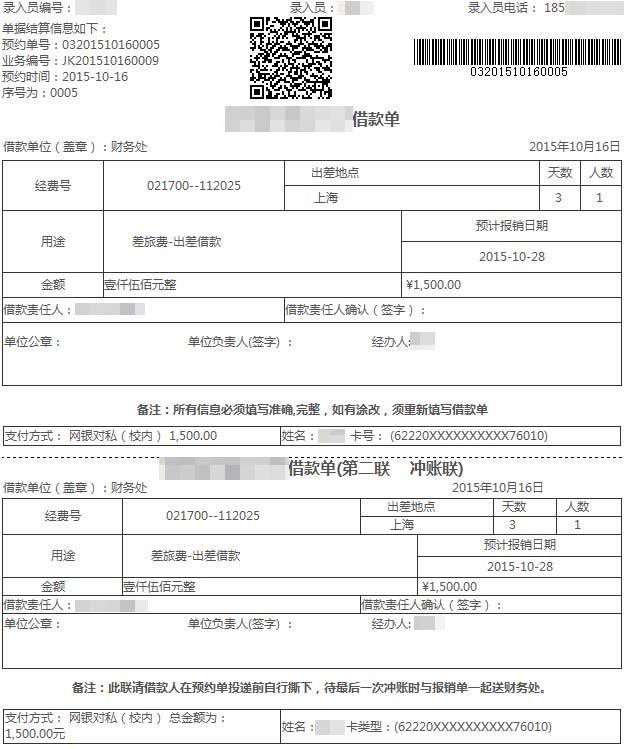 录入员编号：
录入员：
录入员电话： 185
单据结算信息如下：
预约单号：03201510160005
业务编号：JK201510160009
预约时间：2015-10-16
序号为：0005
03201510160005
借款单
借款单位（盖章）：财务处
2015年10月16日
经费号 021700--112025 出差地点 天数 人数
上海 3 1
用途 差旅费-出差借款 预计报销日期
2015-10-28
金额 壹仟伍佰元整 ¥1,500.00
借款责任人： 借款责任人确认（签字）：
单位公章： 单位负责人(签字) ： 经办人:
备注：所有信息必须填写准确,完整，如有涂改，须重新填写借款单
支付方式： 网银对私（校内） 1,500.00 姓名： 卡号： (62220XXXXXXXXXX76010)
借款单(第二联 冲账联)
借款单位（盖章）：财务处 2015年10月16日
经费号 021700--112025 出差地点 天数 人数
上海 3 1
用途 差旅费-出差借款 预计报销日期
2015-10-28
金额 壹仟伍佰元整 ¥1,500.00
借款责任人： 借款责任人确认（签字）：
单位公章： 单位负责人(签字) ： 经办人:
备注：此联请借款人在预约单投递前自行撕下，待最后一次冲账时与报销单一起送财务处。
支付方式： 网银对私（校内） 总金额为：
1,500.00元
姓名： 卡类型： (62220XXXXXXXXXX76010)